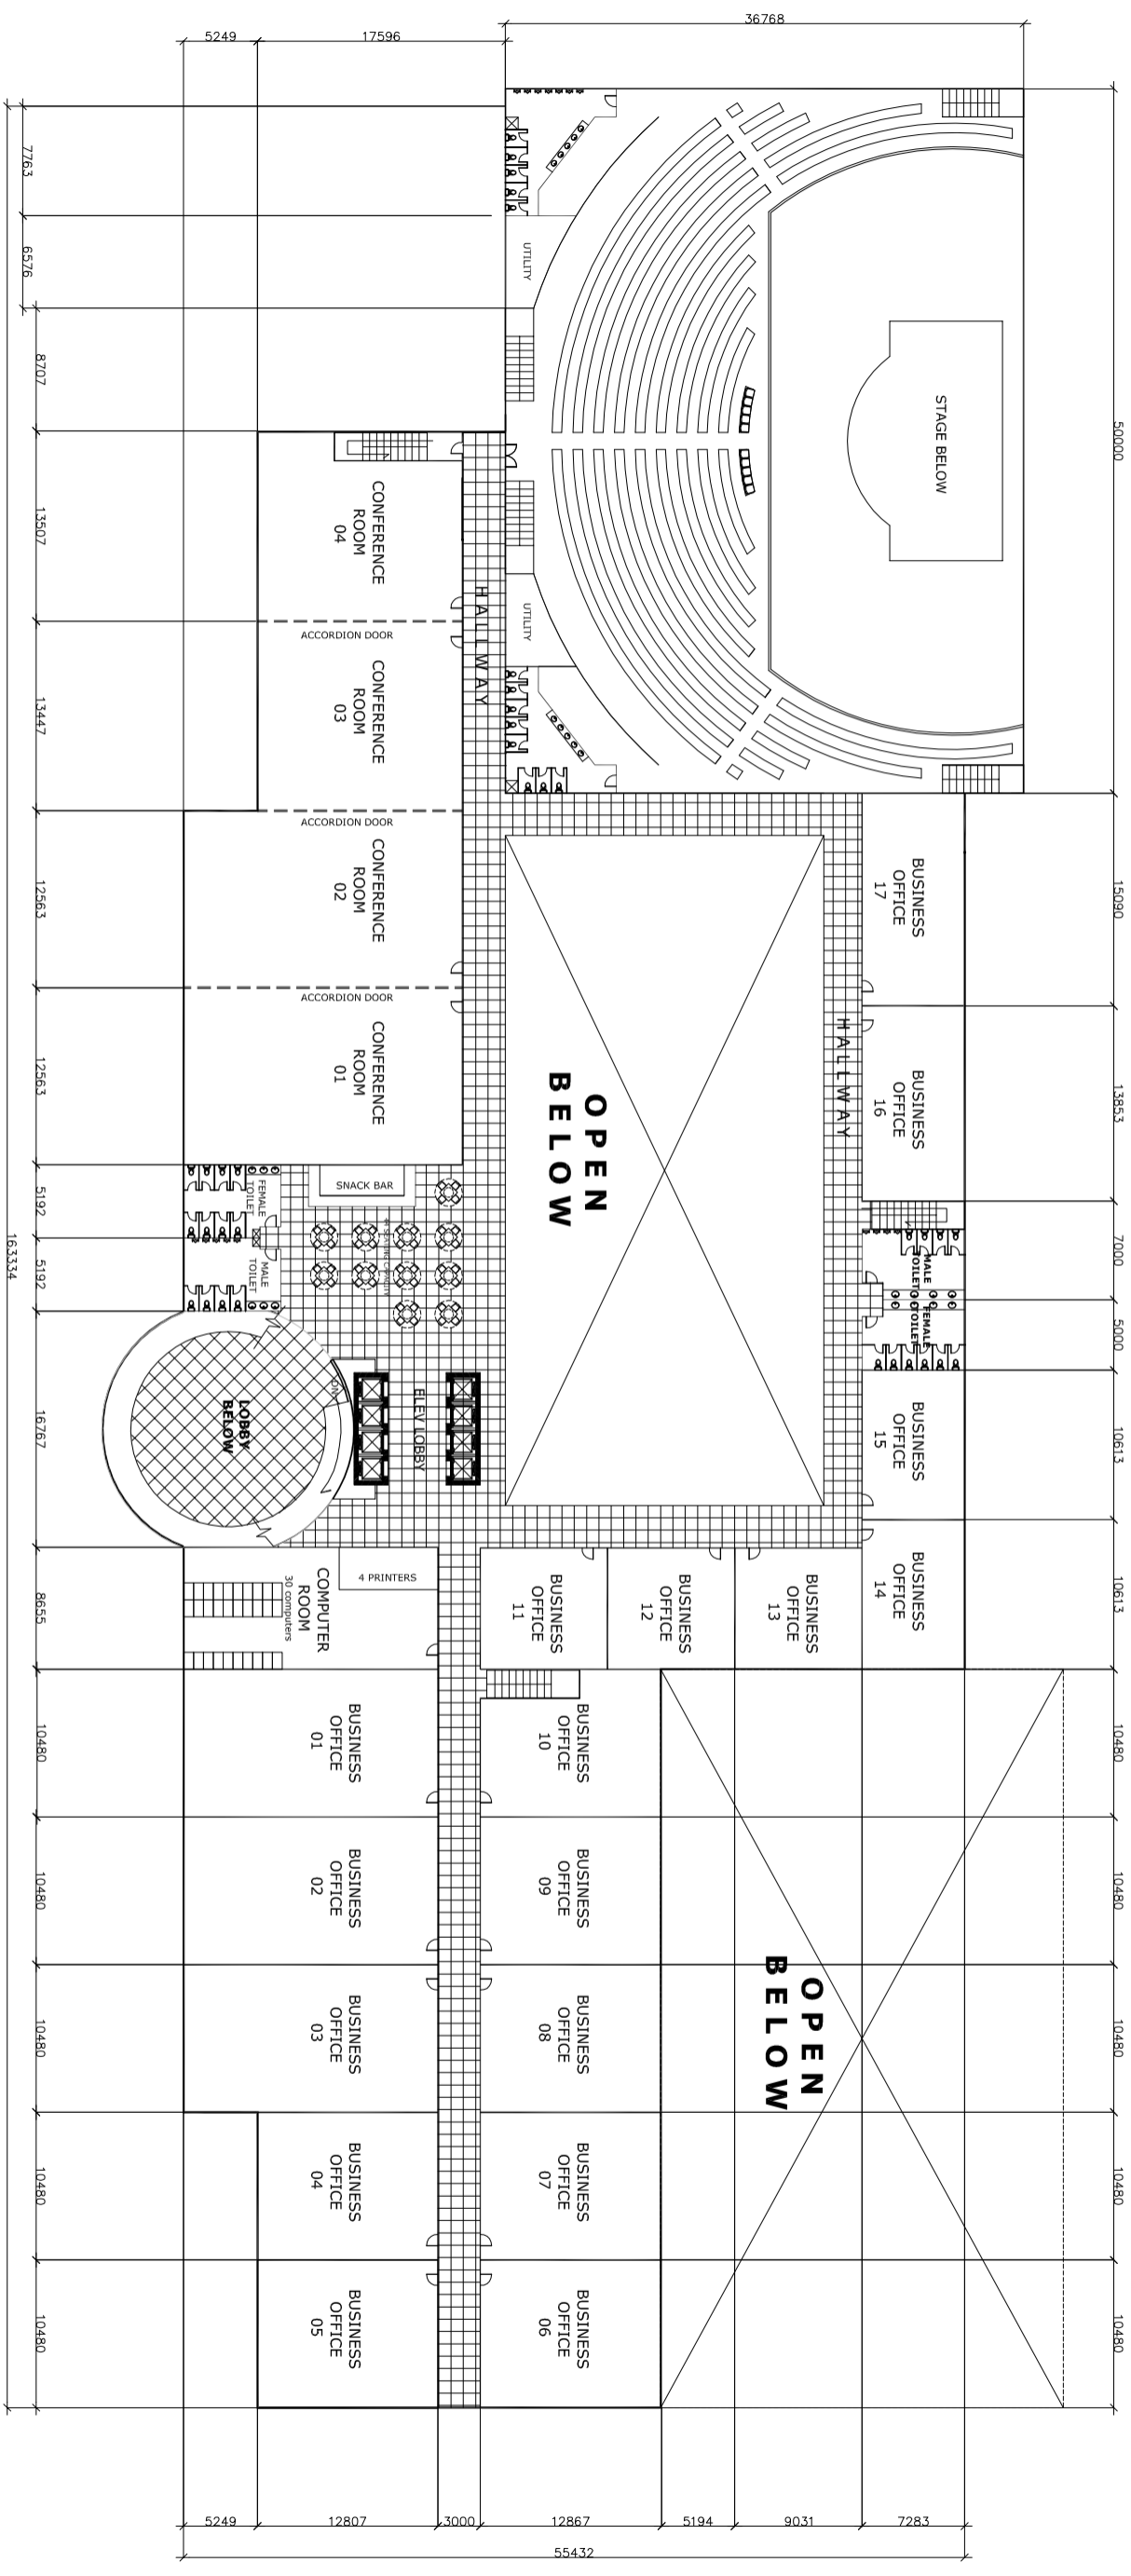 36768
5249
17596
7763
6576
8707
13507
13447
12563
12563
5192
5192
16767
8655
10480
10480
10480
10480
10480
163334
50000
15090
13853
7000
5000
10613
10613
10480
10480
10480
10480
10480
UTILITY
STAGE BELOW
UTILITY
CONFERENCE
ROOM
04
HALLWAY
ACCORDION DOOR
CONFERENCE
ROOM
03
ACCORDION DOOR
CONFERENCE
ROOM
02
ACCORDION DOOR
CONFERENCE
ROOM
01
BUSINESS
OFFICE
17
HALLWAY
BUSINESS
OFFICE
16
OPEN
BELOW
SNACK BAR
44 SEATING CAPACITY
FEMALE
TOILET
MALE
TOILET
MALE
TOILET
FEMALE
TOILET
ELEV LOBBY
LOBBY
BELOW
BUSINESS
OFFICE
15
BUSINESS
OFFICE
14
4 PRINTERS
COMPUTER
ROOM
30 computers
BUSINESS
OFFICE
11
BUSINESS
OFFICE
12
BUSINESS
OFFICE
13
BUSINESS
OFFICE
01
BUSINESS
OFFICE
10
BUSINESS
OFFICE
02
BUSINESS
OFFICE
09
BUSINESS
OFFICE
03
BUSINESS
OFFICE
08
OPEN
BELOW
BUSINESS
OFFICE
04
BUSINESS
OFFICE
07
BUSINESS
OFFICE
05
BUSINESS
OFFICE
06
5249
12807
3000
12867
5194
9031
7283
55432